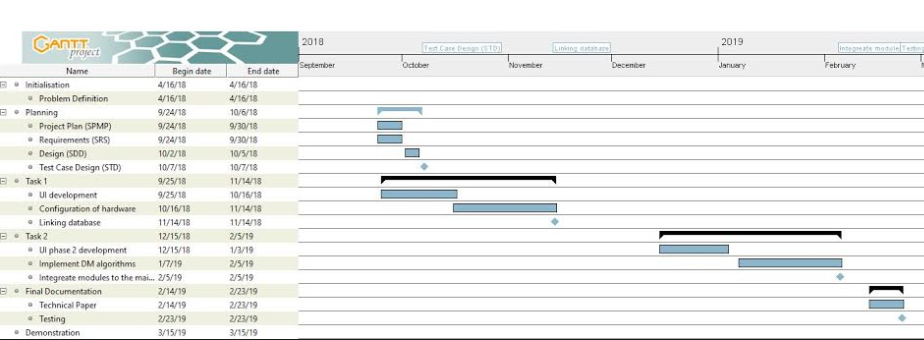 2018 2019
GANTT project
Test Case Design (STD) Linking database Integreate module Testing
September October November December January February
Name Begin date End date
Initialisation 4/16/18 4/16/18
Problem Definition 4/16/18 4/16/18
Planning 9/24/18 10/6/18
Project Plan (SPMP) 9/24/18 9/30/18
Requirements (SRS) 9/24/18 9/30/18
Design (SDD) 10/2/18 10/5/18
Test Case Design (STD) 10/7/18 10/7/18
Task 1 9/25/18 11/14/18
UI development 9/25/18 10/16/18
Configuration of hardware 10/16/18 11/14/18
Linking database 11/14/18 11/14/18
Task 2 12/15/18 2/5/19
UI phase 2 development 12/15/18 1/3/19
Implement DM algorithms 1/7/19 2/5/19
Integreate modules to the mai... 2/5/19 2/5/19
Final Documentation 2/14/19 2/23/19
Technical Paper 2/14/19 2/23/19
Testing 2/23/19 2/23/19
Demonstration 3/15/19 3/15/19